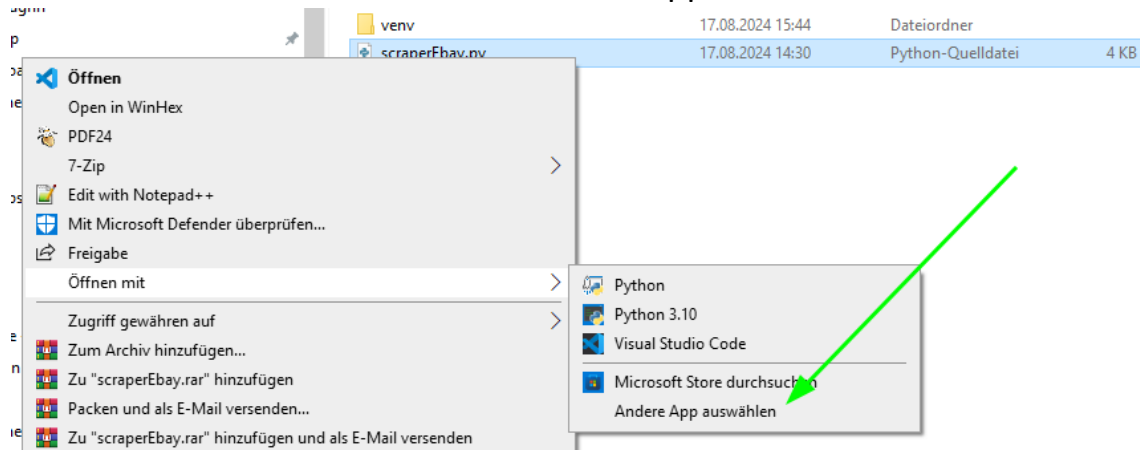 venv 17.08.2024 15:44 Dateiordner
scraperEbay.py 17.08.2024 14:30 Python-Quelldatei 4 KB
Öffnen
Open in WinHex
PDF24
7-Zip
Edit with Notepad++
Mit Microsoft Defender überprüfen...
Freigabe
Öffnen mit
Python
Python 3.10
Visual Studio Code
Microsoft Store durchsuchen
Andere App auswählen
Zugriff gewähren auf
Zum Archiv hinzufügen...
Zu "scraperEbay.rar" hinzufügen
Packen und als E-Mail versenden...
Zu "scraperEbay.rar" hinzufügen und als E-Mail versenden